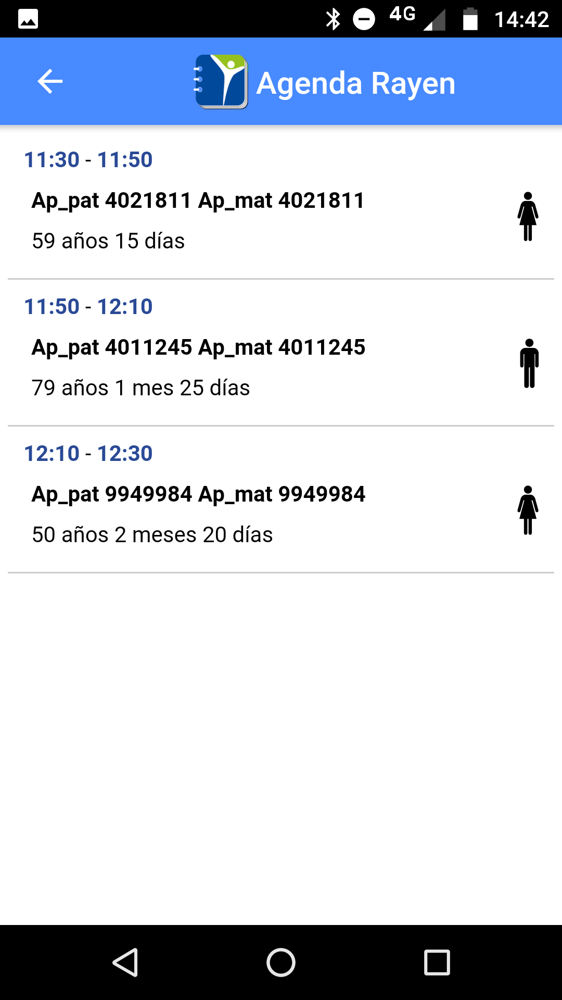 4G 14:42
Agenda Rayen
11:30 - 11:50
Ap_pat 4021811 Ap_mat 4021811
59 años 15 días
11:50 - 12:10
Ap_pat 4011245 Ap_mat 4011245
79 años 1 mes 25 días
12:10 - 12:30
Ap_pat 9949984 Ap_mat 9949984
50 años 2 meses 20 días